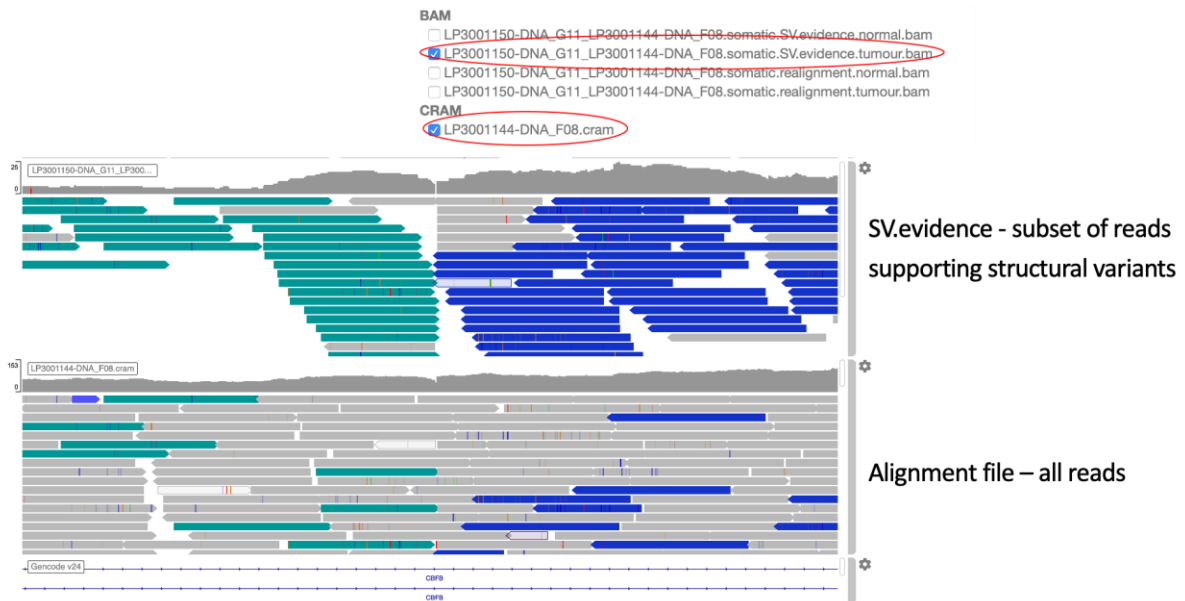 BAM
LP3001150-DNA_G11_LP3001144-DNA_F08.somatic.SV.evidence.normal.bam
LP3001150-DNA_G11_LP3001144-DNA_F08.somatic.SV.evidence.tumour.bam
LP3001150-DNA_G11_LP3001144-DNA_F08.somatic.realignment.normal.bam
LP3001150-DNA_G11_LP3001144-DNA_F08.somatic.realignment.tumour.bam
CRAM
LP3001144-DNA_F08.cram
25
LP3001150-DNA_G11_LP300...
0
SV.evidence - subset of reads
supporting structural variants
153
LP3001144-DNA_F08.cram
0
Alignment file – all reads
Gencode v24
CBFB
CBFB